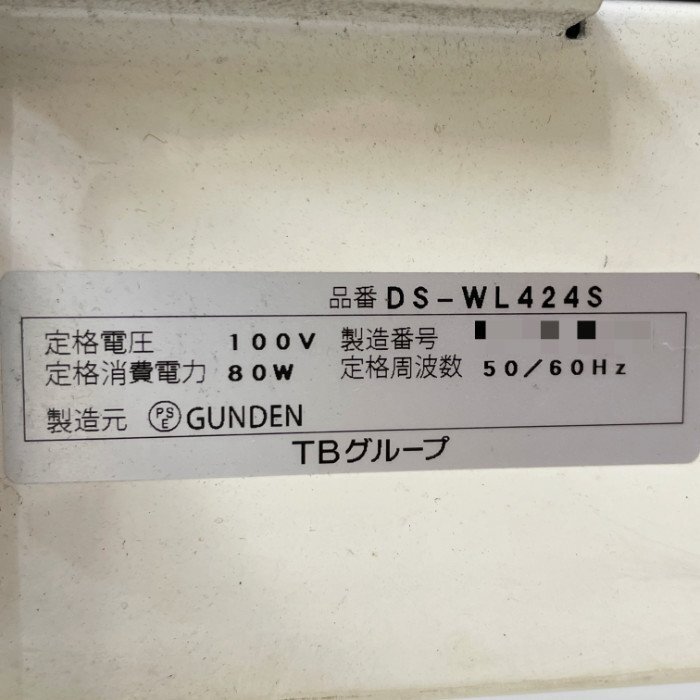 品番 DS-WL424S
定格電圧 100V 製造番号
定格消費電力 80W 定格周波数 50/60Hz
製造元 PSE GUNDEN
TBグループ